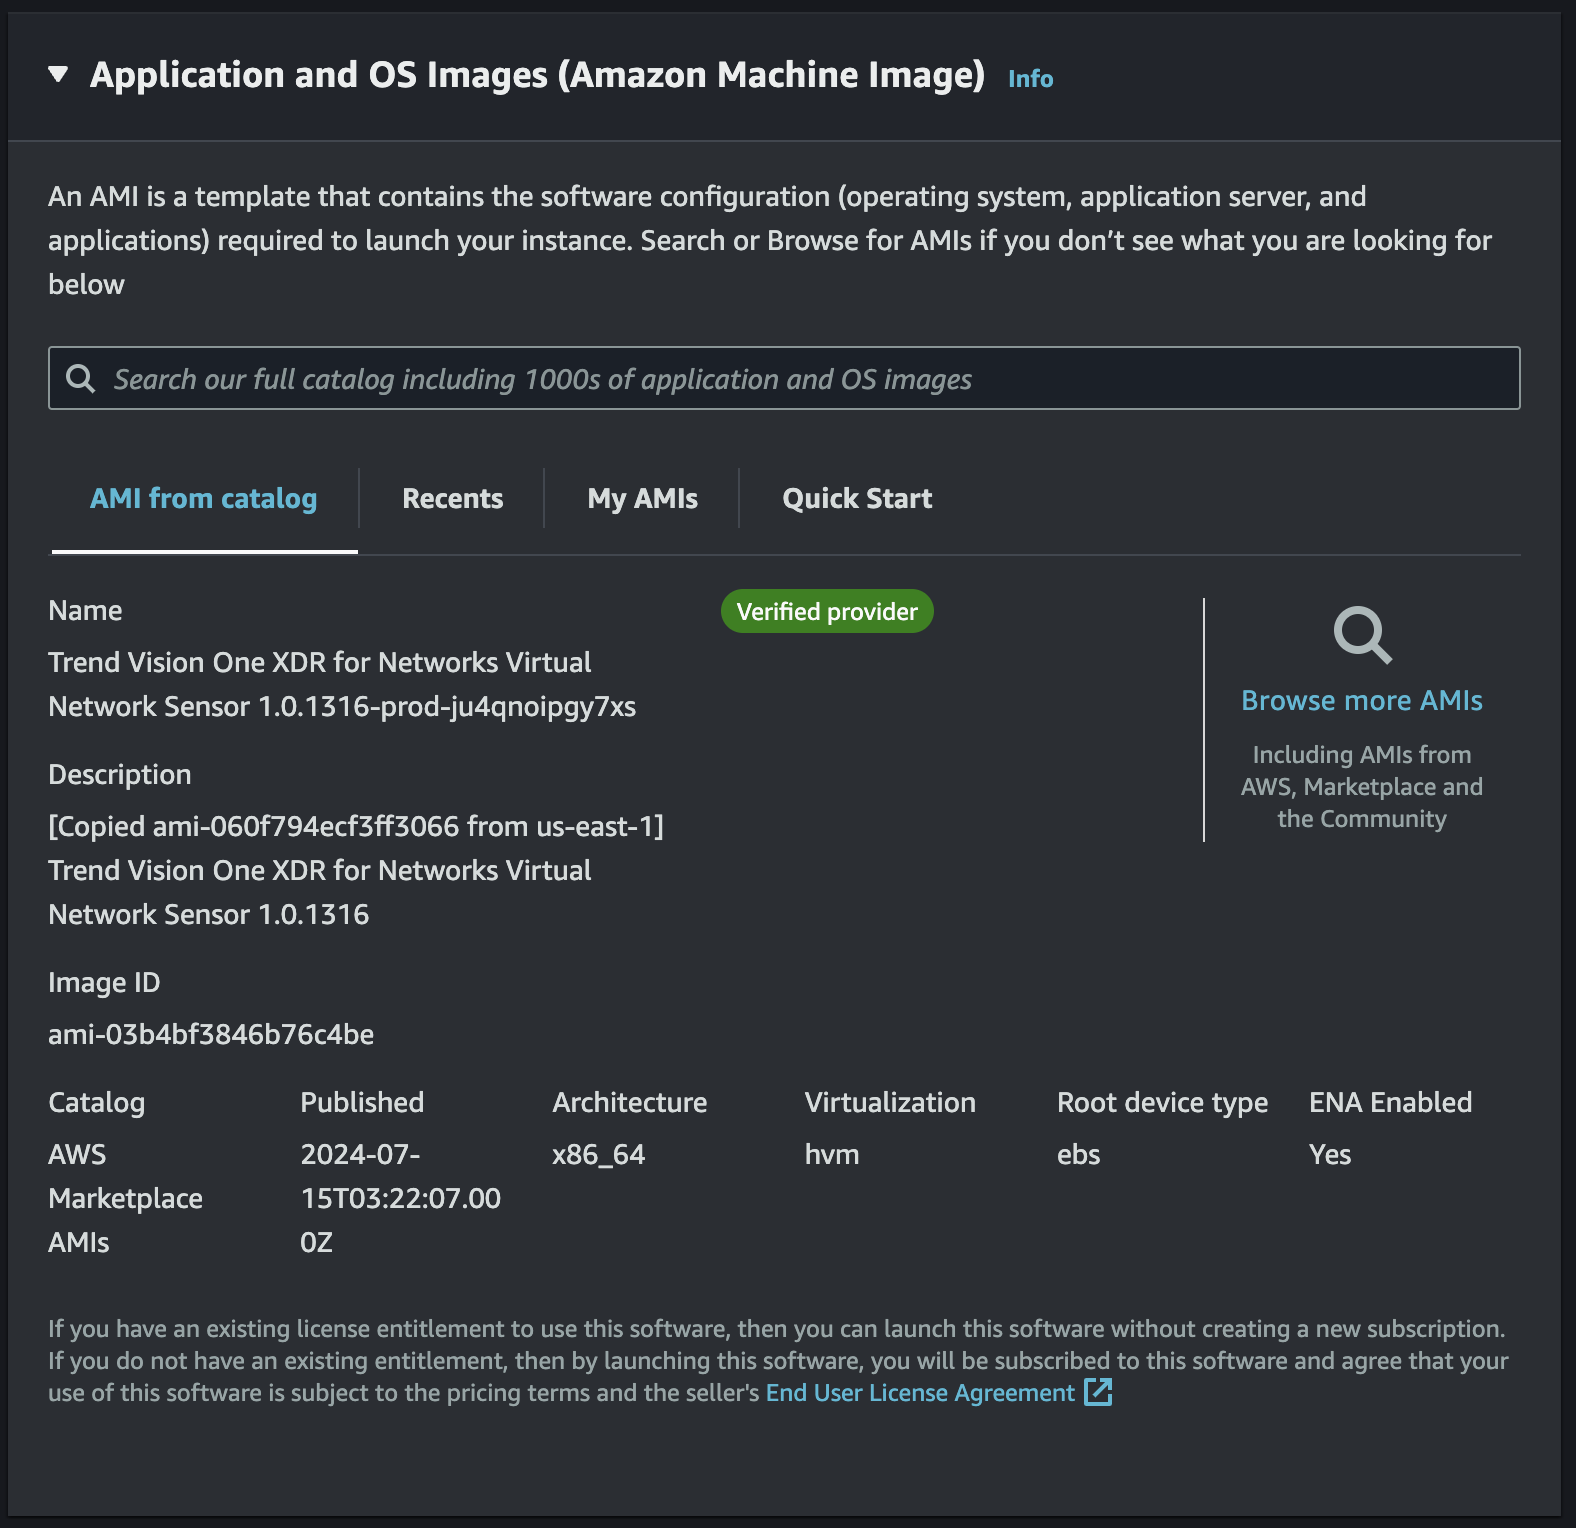 Application and OS Images (Amazon Machine Image) Info
An AMI is a template that contains the software configuration (operating system, application server, and
applications) required to launch your instance. Search or Browse for AMIs if you don’t see what you are looking for
below
Search our full catalog including 1000s of application and OS images
AMI from catalog
Recents
My AMIs
Quick Start
Name
Verified provider
Trend Vision One XDR for Networks Virtual
Network Sensor 1.0.1316-prod-ju4qnoipgy7xs
Description
[Copied ami-060f794ecf3ff3066 from us-east-1]
Trend Vision One XDR for Networks Virtual
Network Sensor 1.0.1316
Image ID
ami-03b4bf3846b76c4be
Browse more AMIs
Including AMIs from
AWS, Marketplace and
the Community
Catalog
AWS
Marketplace
AMIs
Published
2024-07-
15T03:22:07.00
0Z
Architecture
x86_64
Virtualization
hvm
Root device type
ebs
ENA Enabled
Yes
If you have an existing license entitlement to use this software, then you can launch this software without creating a new subscription.
If you do not have an existing entitlement, then by launching this software, you will be subscribed to this software and agree that your
use of this software is subject to the pricing terms and the seller's End User License Agreement